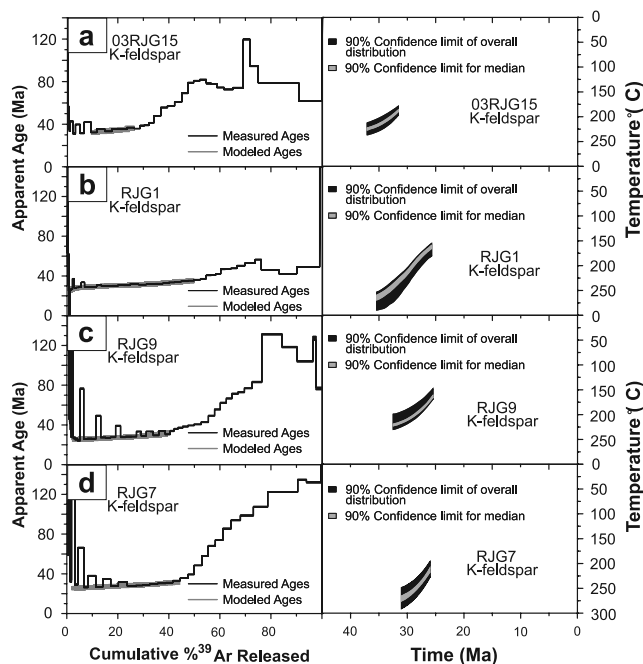 a
03RJG15
K-feldspar
120
80
40
0
Apparent Age (Ma)
Measured Ages
Modeled Ages
90% Confidence limit of overall
distribution
90% Confidence limit for median
03RJG15
K-feldspar
0
50
100
150
200
250
0
Temperature°( C)
b
RJG1
K-feldspar
120
80
40
0
Apparent Age (Ma)
Measured Ages
Modeled Ages
90% Confidence limit of overall
distribution
90% Confidence limit for median
RJG1
K-feldspar
50
100
150
200
250
0
c
RJG9
K-feldspar
120
80
40
0
Apparent Age (Ma)
Measured Ages
Modeled Ages
90% Confidence limit of overall
distribution
90% Confidence limit for median
RJG9
K-feldspar
50
100
150
200
250
0
Temperature°( C)
d
RJG7
K-feldspar
120
80
40
0
Apparent Age (Ma)
Measured Ages
Modeled Ages
90% Confidence limit of overall
distribution
90% Confidence limit for median
RJG7
K-feldspar
50
100
150
200
250
300
0 20 40 60 80
Cumulative %39Ar Released
40 30 20 10 0
Time (Ma)